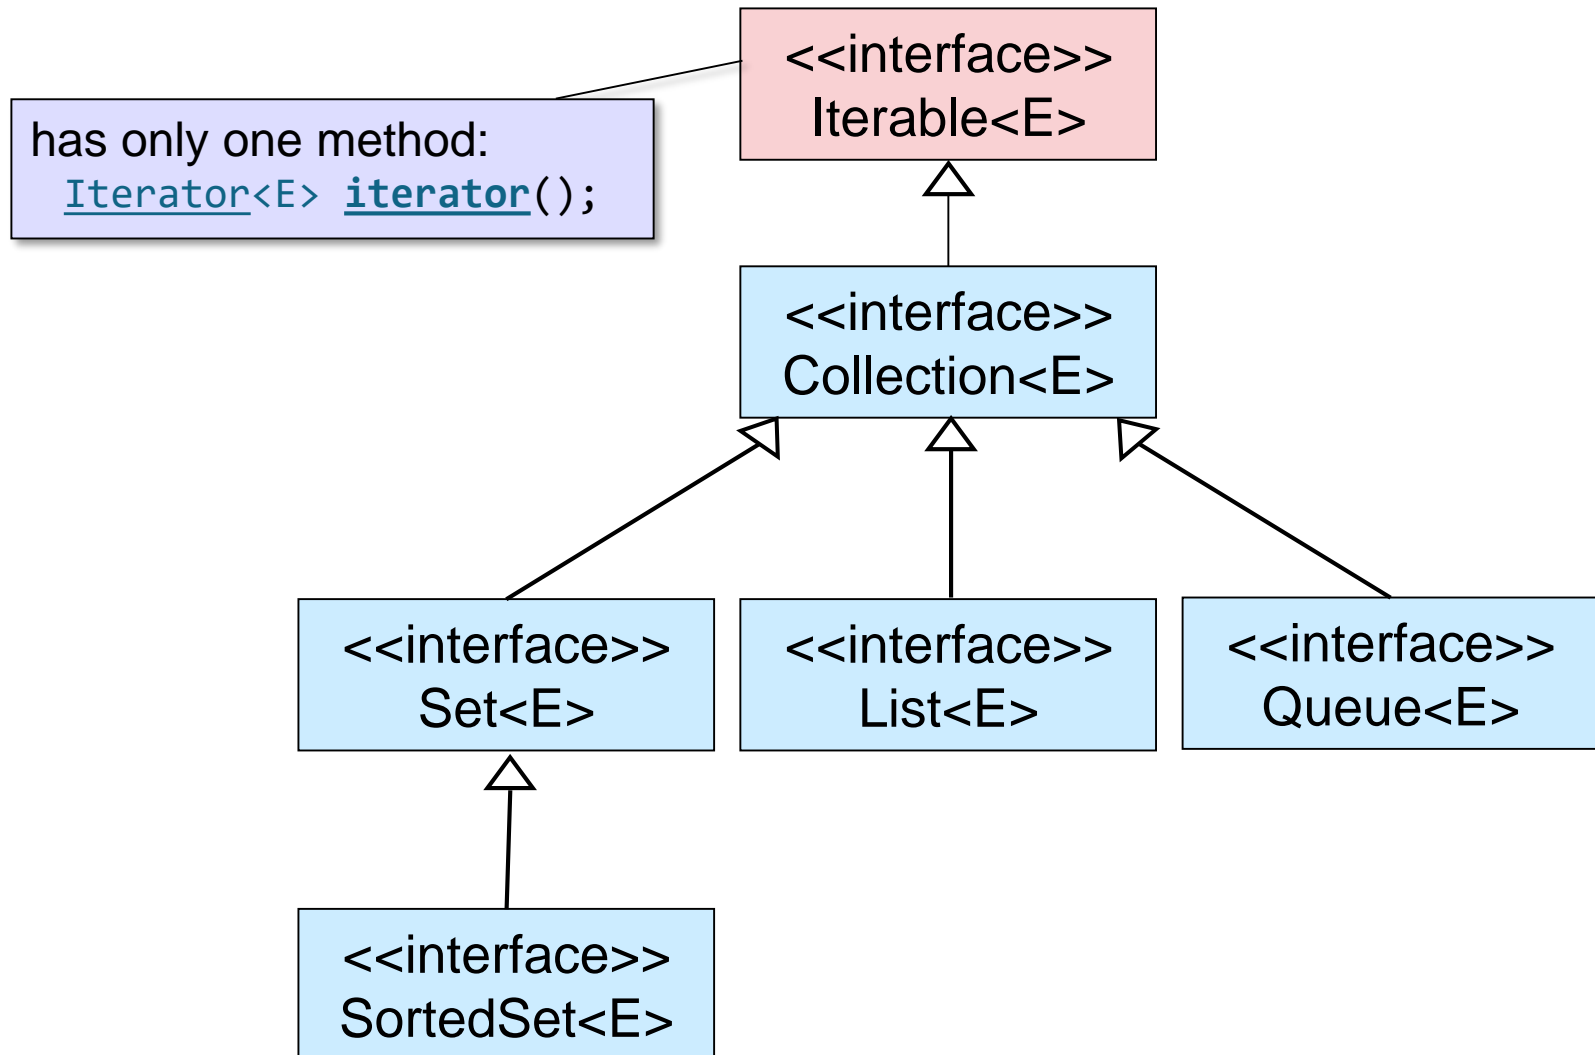 <<interface>>
Iterable<E>
has only one method:
Iterator<E> iterator();
<<interface>>
Collection<E>
<<interface>>
Set<E>
<<interface>>
List<E>
<<interface>>
Queue<E>
<<interface>>
SortedSet<E>